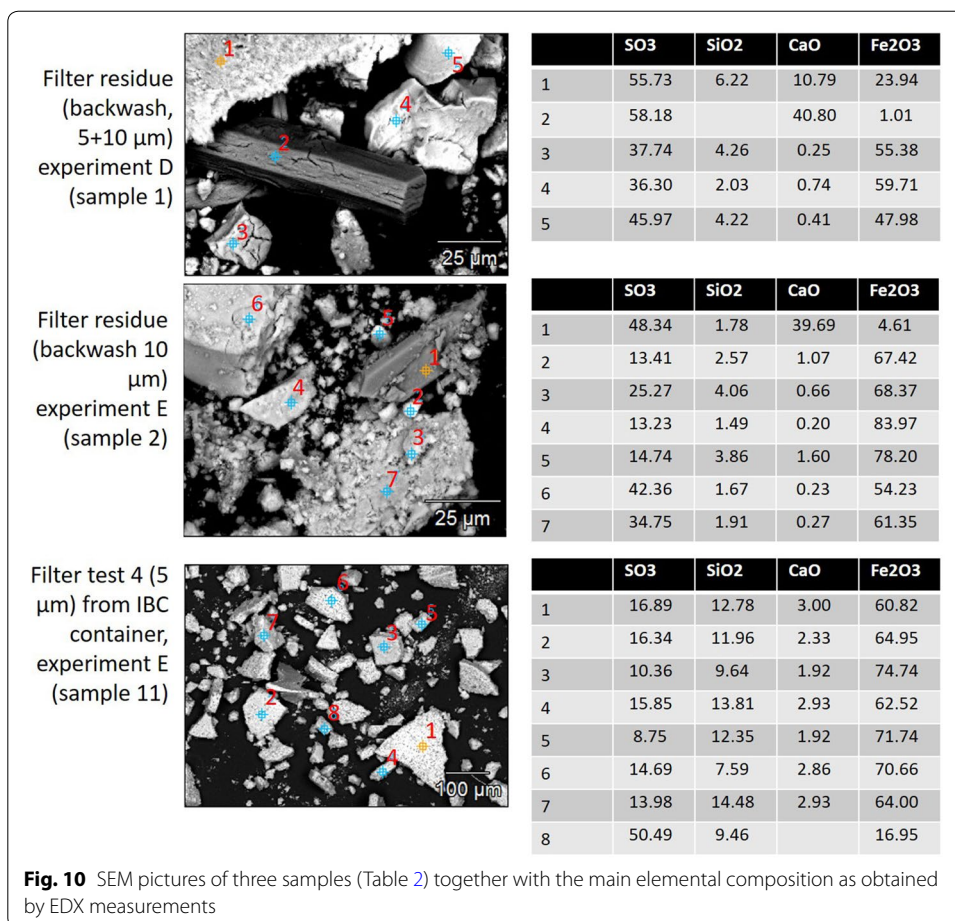 Filter residue
(backwash,
5+10 µm)
experiment D
(sample 1)
1
5
4
2
3
25 µm
SO3 SiO2 CaO Fe2O3
1 55.73 6.22 10.79 23.94
2 58.18 40.80 1.01
3 37.74 4.26 0.25 55.38
4 36.30 2.03 0.74 59.71
5 45.97 4.22 0.41 47.98
Filter residue
(backwash 10
µm)
experiment E
(sample 2)
6
5
1
4
2
3
7
25 µm
SO3 SiO2 CaO Fe2O3
1 48.34 1.78 39.69 4.61
2 13.41 2.57 1.07 67.42
3 25.27 4.06 0.66 68.37
4 13.23 1.49 0.20 83.97
5 14.74 3.86 1.60 78.20
6 42.36 1.67 0.23 54.23
7 34.75 1.91 0.27 61.35
Filter test 4 (5
µm) from IBC
container,
experiment E
(sample 11)
6
5
7
3
2
8
1
4
100 µm
SO3 SiO2 CaO Fe2O3
1 16.89 12.78 3.00 60.82
2 16.34 11.96 2.33 64.95
3 10.36 9.64 1.92 74.74
4 15.85 13.81 2.93 62.52
5 8.75 12.35 1.92 71.74
6 14.69 7.59 2.86 70.66
7 13.98 14.48 2.93 64.00
8 50.49 9.46 16.95
Fig. 10 SEM pictures of three samples (Table 2) together with the main elemental composition as obtained
by EDX measurements